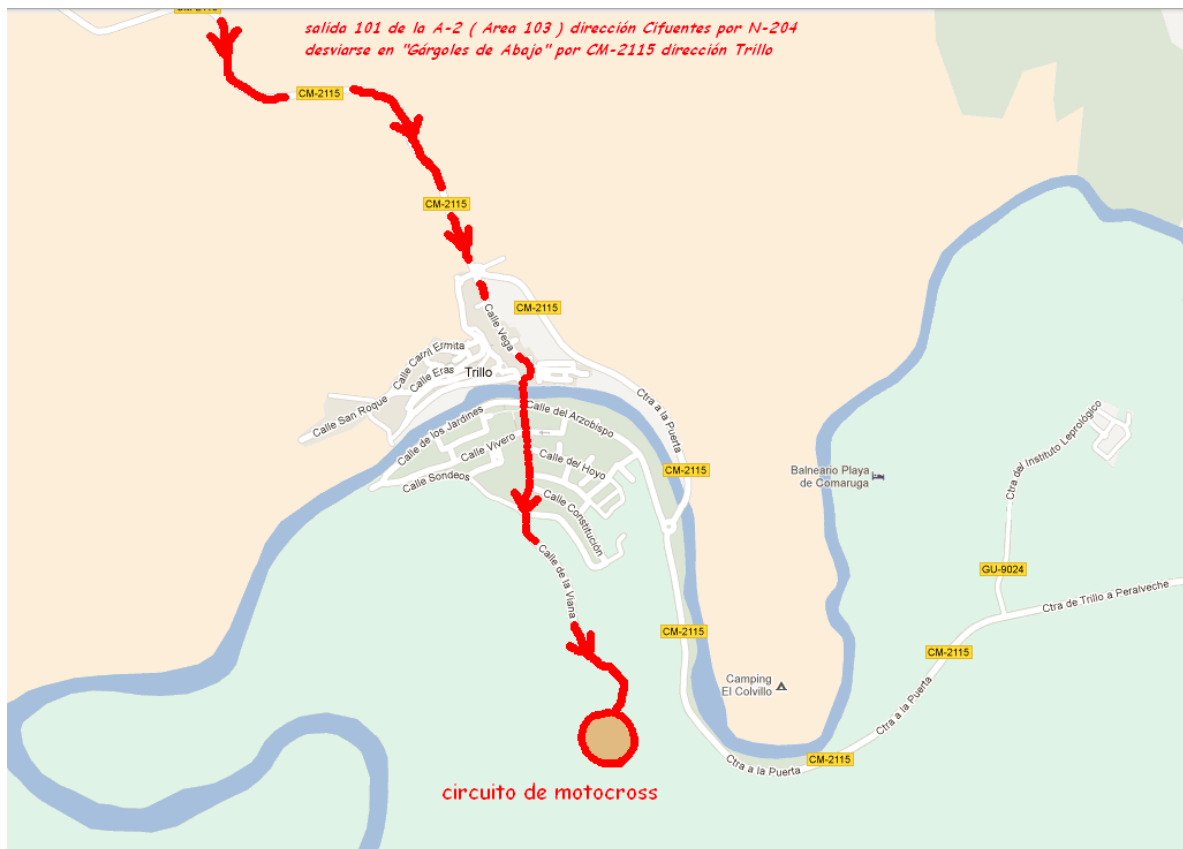 CM-2115
salida 101 de la A-2 ( Area 103 ) dirección Cifuentes por N-204
desviarse en "Gárgoles de Abajo" por CM-2115 dirección Trillo
CM-2115
CM-2115
CM-2115
Calle Vega
Calle Carril Ermita
Calle Eras
Trillo
Calle San Roque
Ctra a la Puerta
Calle de los Jardines
Calle del Arzobispo
Calle Vivero
Calle del Hoyo
Calle Sondeos
Calle Constitución
CM-2115
Balneario Playa
de Comaruga
Ctra del Instituto Leprológico
Calle de la Viana
GU-9024
Ctra de Trillo a Peralveche
CM-2115
CM-2115
Camping
El Colvillo
Ctra a la Puerta
Ctra a la Puerta
CM-2115
circuito de motocross